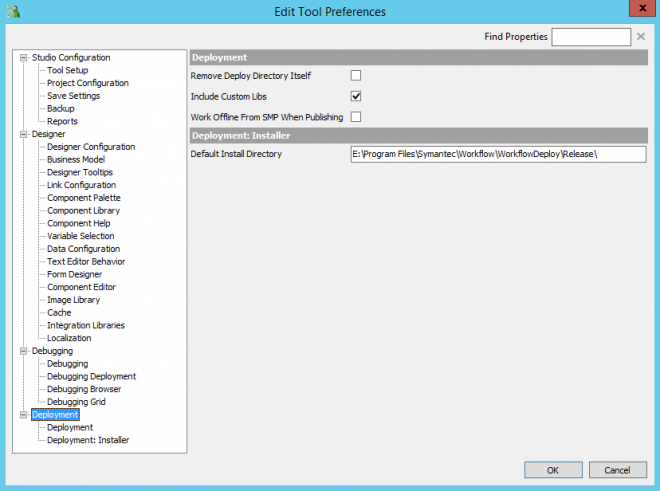 Edit Tool Preferences
x
Find Properties
Studio Configuration
Tool Setup
Project Configuration
Save Settings
Backup
Reports
Designer
Designer Configuration
Business Model
Designer Tooltips
Link Configuration
Component Palette
Component Library
Component Help
Variable Selection
Data Configuration
Text Editor Behavior
Form Designer
Component Editor
Image Library
Cache
Integration Libraries
Localization
Debugging
Debugging
Debugging Deployment
Debugging Browser
Debugging Grid
Deployment
Deployment
Deployment: Installer
Deployment
Remove Deploy Directory Itself
Include Custom Libs
Work Offline From SMP When Publishing
Deployment: Installer
Default Install Directory
E:\Program Files\Symantec\Workflow\WorkflowDeploy\Release\
OK
Cancel